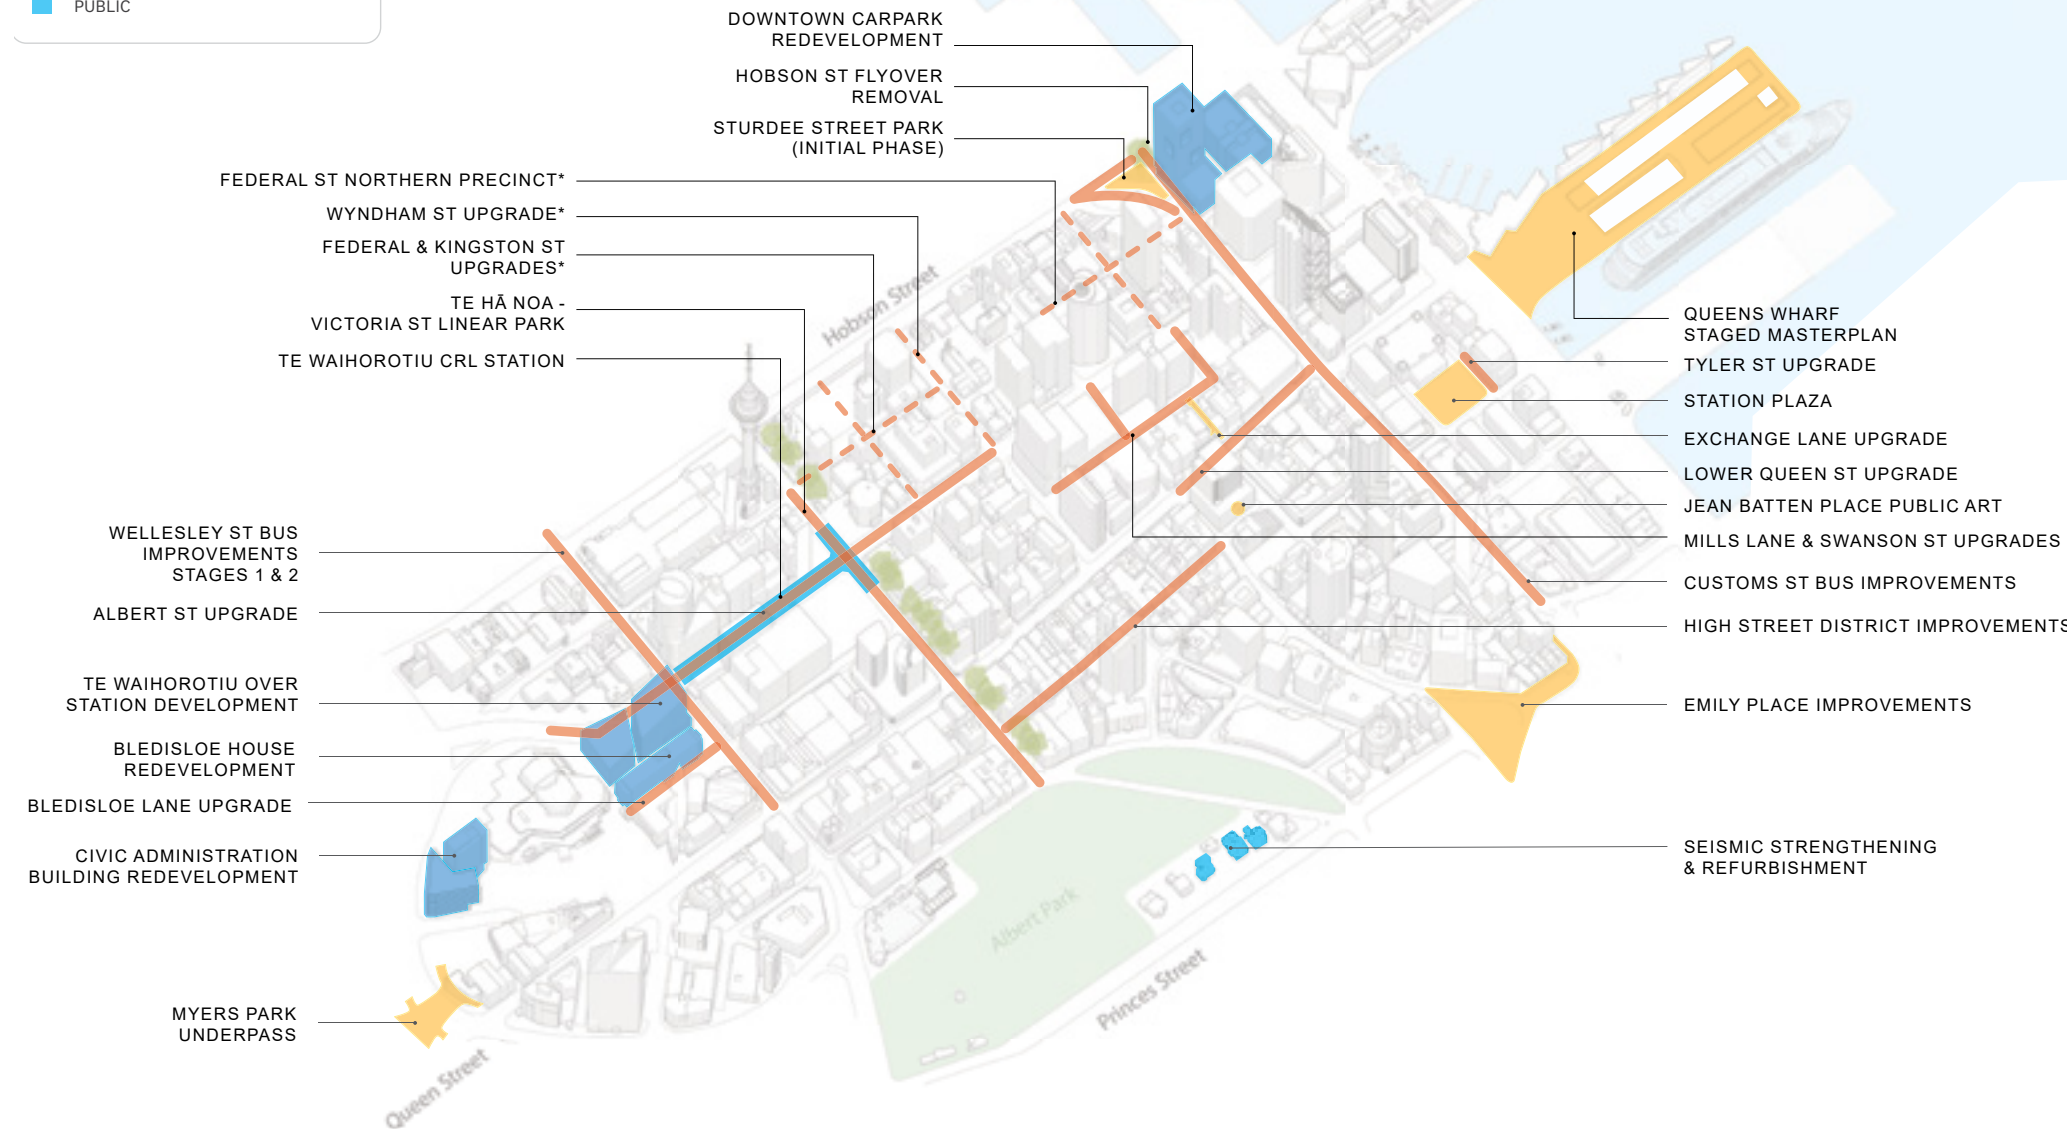 PUBLIC
DOWNTOWN CARPARK
REDEVELOPMENT
HOBSON ST FLYOVER
REMOVAL
STURDEE STREET PARK
(INITIAL PHASE)
FEDERAL ST NORTHERN PRECINCT*
WYNDHAM ST UPGRADE*
FEDERAL & KINGSTON ST
UPGRADES*
TE HĀ NOA -
VICTORIA ST LINEAR PARK
TE WAIHOROTIU CRL STATION
WELLESLEY ST BUS
IMPROVEMENTS
STAGES 1 & 2
ALBERT ST UPGRADE
TE WAIHOROTIU OVER
STATION DEVELOPMENT
BLEDISLOE HOUSE
REDEVELOPMENT
BLEDISLOE LANE UPGRADE
CIVIC ADMINISTRATION
BUILDING REDEVELOPMENT
MYERS PARK
UNDERPASS
Hobson Street
Queen Street
Albert Park
Princes Street
QUEENS WHARF
STAGED MASTERPLAN
TYLER ST UPGRADE
STATION PLAZA
EXCHANGE LANE UPGRADE
LOWER QUEEN ST UPGRADE
JEAN BATTEN PLACE PUBLIC ART
MILLS LANE & SWANSON ST UPGRADES
CUSTOMS ST BUS IMPROVEMENTS
HIGH STREET DISTRICT IMPROVEMENTS
EMILY PLACE IMPROVEMENTS
SEISMIC STRENGTHENING
& REFURBISHMENT